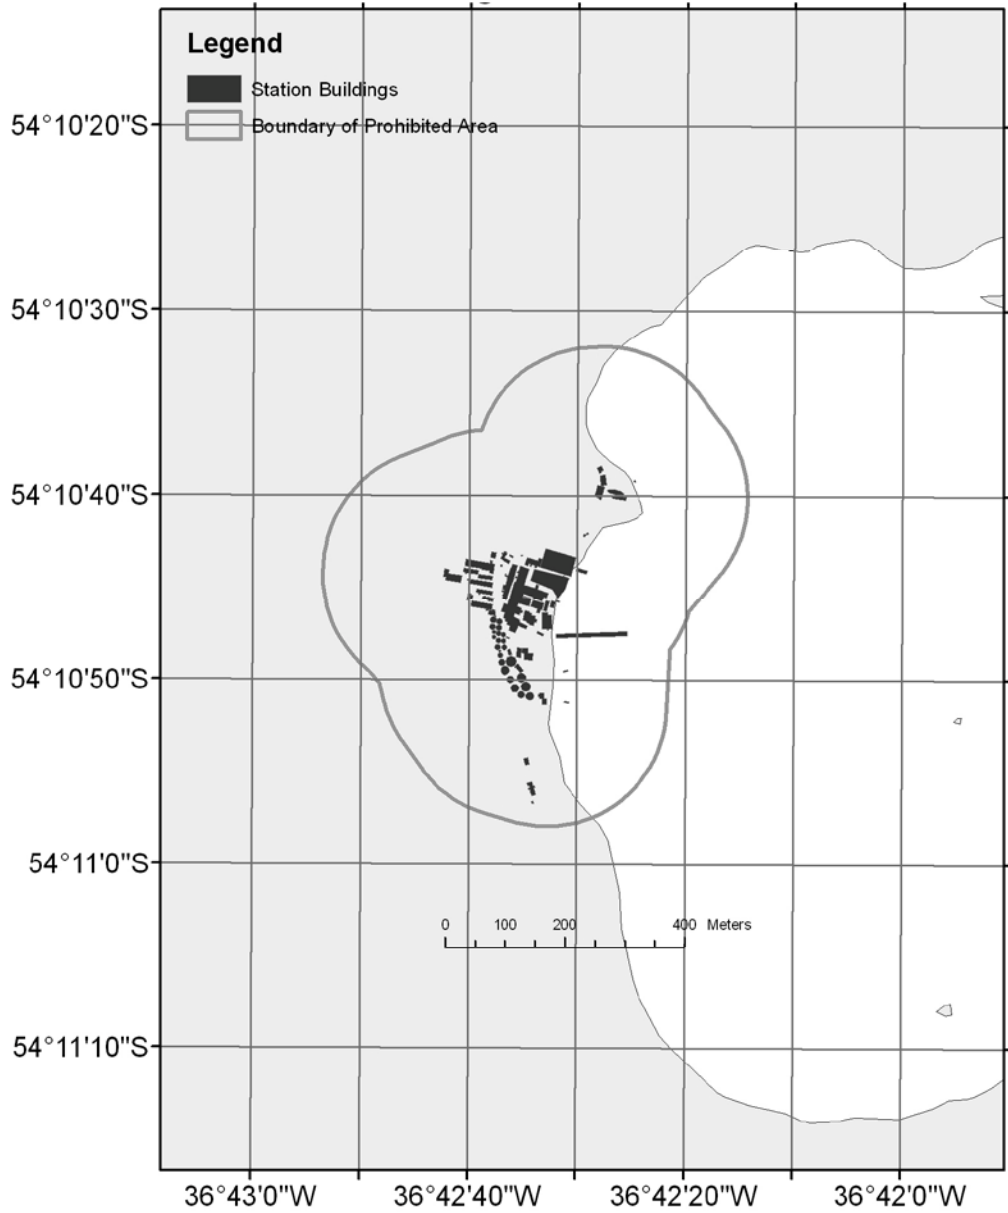 Legend
Station Buildings
Boundary of Prohibited Area
54°10'20"S
54°10'30"S
54°10'40"S
54°10'50"S
54°11'0"S
0 100 200 400 Meters
54°11'10"S
36°43'0"W 36°42'40"W 36°42'20"W 36°42'0"W